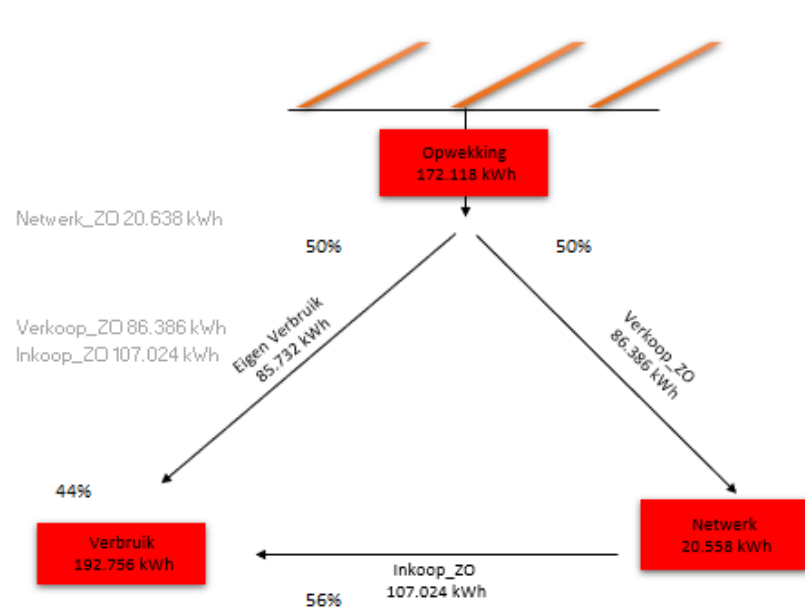 Opwekking
172.118 kWh
Netwerk_ZO 20.638 kWh
50%
50%
Verkoop_ZO 86.386 kWh
Inkoop_ZO 107.024 kWh
Eigen Verbruik
85.732 kWh
Verkoop_ZO
86.386 kWh
44%
Verbruik
192.756 kWh
Netwerk
20.558 kWh
Inkoop_ZO
107.024 kWh
56%